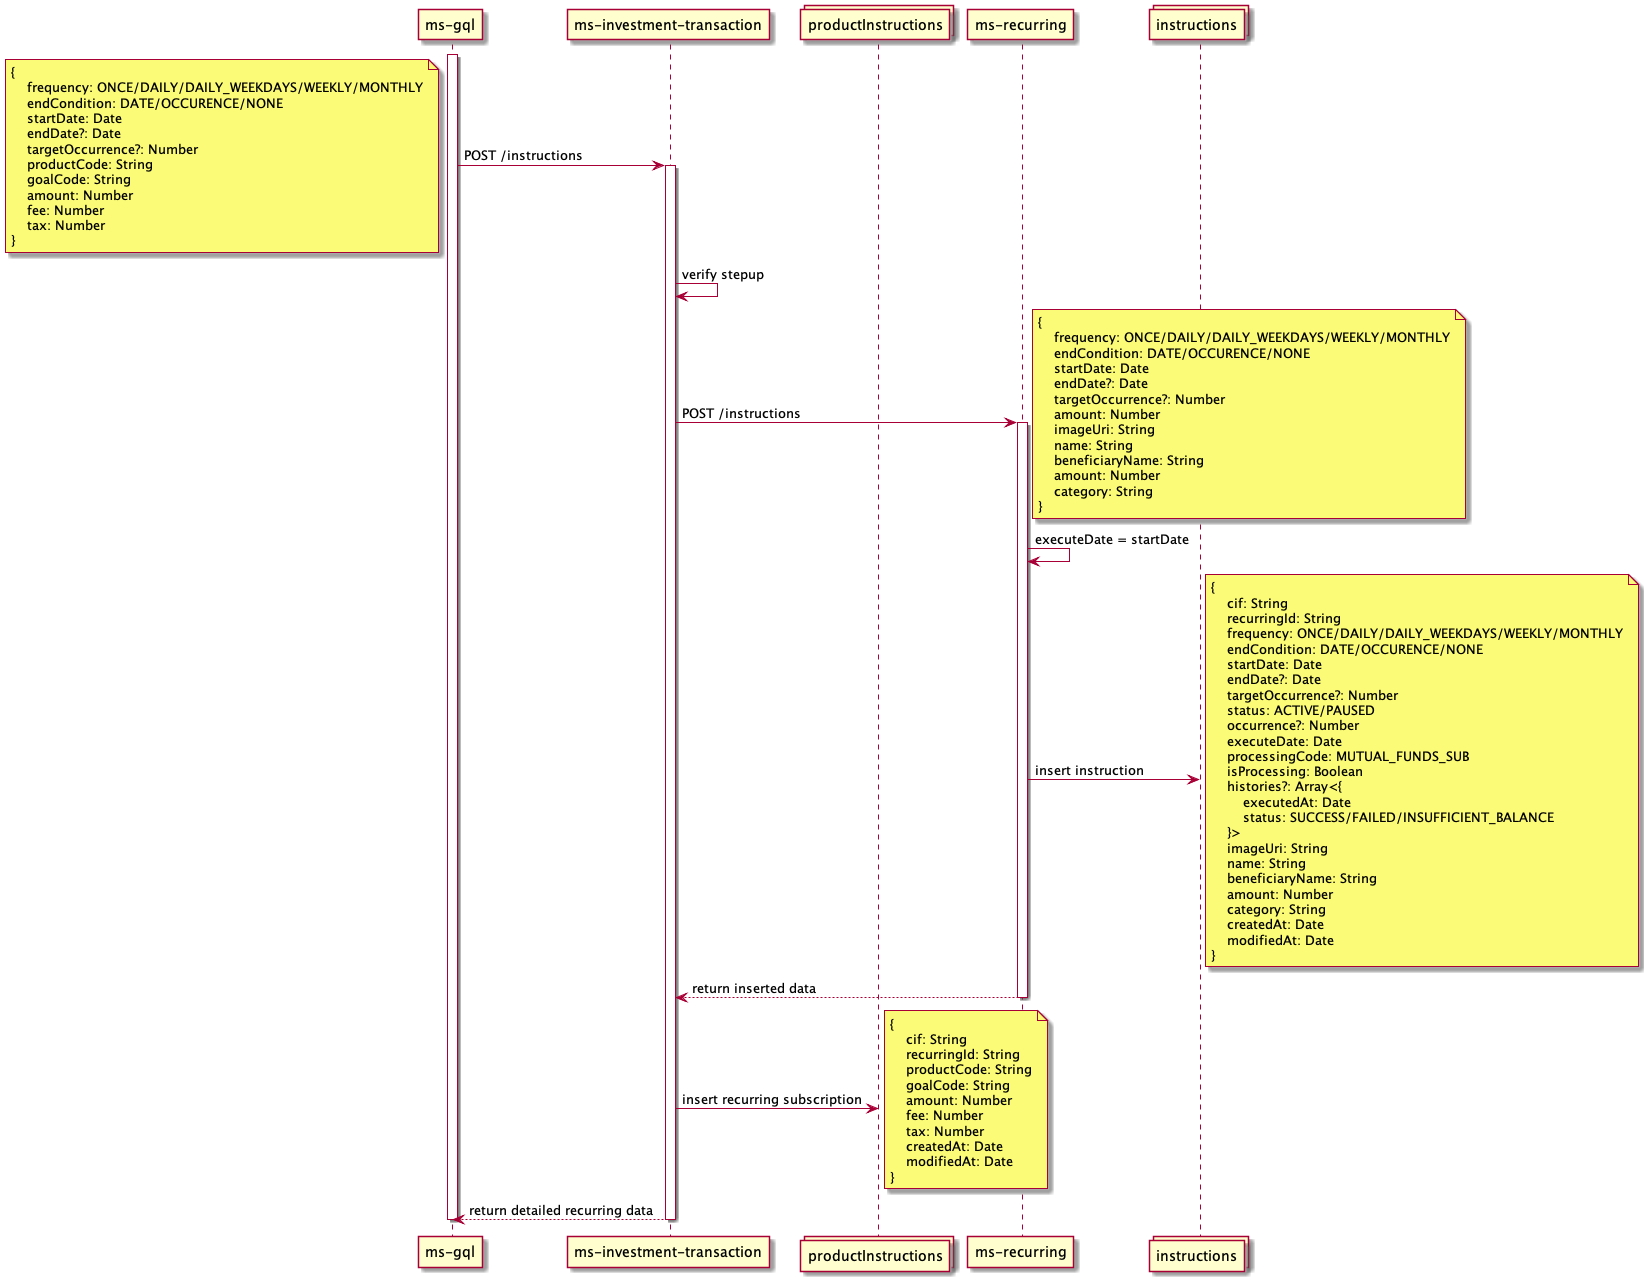 ms-gql
ms-investment-transaction
productInstructions
ms-recurring
instructions
{
frequency: ONCE/DAILY/DAILY_WEEKDAYS/WEEKLY/MONTHLY
endCondition: DATE/OCCURENCE/NONE
startDate: Date
endDate?: Date
targetOccurrence?: Number
productCode: String
goalCode: String
amount: Number
fee: Number
tax: Number
}
POST /instructions
verify stepup
{
frequency: ONCE/DAILY/DAILY_WEEKDAYS/WEEKLY/MONTHLY
endCondition: DATE/OCCURENCE/NONE
startDate: Date
endDate?: Date
targetOccurrence?: Number
amount: Number
imageUri: String
name: String
beneficiaryName: String
amount: Number
category: String
}
POST /instructions
executeDate = startDate
{
cif: String
recurringId: String
frequency: ONCE/DAILY/DAILY_WEEKDAYS/WEEKLY/MONTHLY
endCondition: DATE/OCCURENCE/NONE
startDate: Date
endDate?: Date
targetOccurrence?: Number
status: ACTIVE/PAUSED
occurrence?: Number
executeDate: Date
processingCode: MUTUAL_FUNDS_SUB
isProcessing: Boolean
histories?: Array<{
executedAt: Date
status: SUCCESS/FAILED/INSUFFICIENT_BALANCE
}>
imageUri: String
name: String
beneficiaryName: String
amount: Number
category: String
createdAt: Date
modifiedAt: Date
}
insert instruction
return inserted data
{
cif: String
recurringId: String
productCode: String
goalCode: String
amount: Number
fee: Number
tax: Number
createdAt: Date
modifiedAt: Date
}
insert recurring subscription
return detailed recurring data
ms-gql
ms-investment-transaction
productInstructions
ms-recurring
instructions